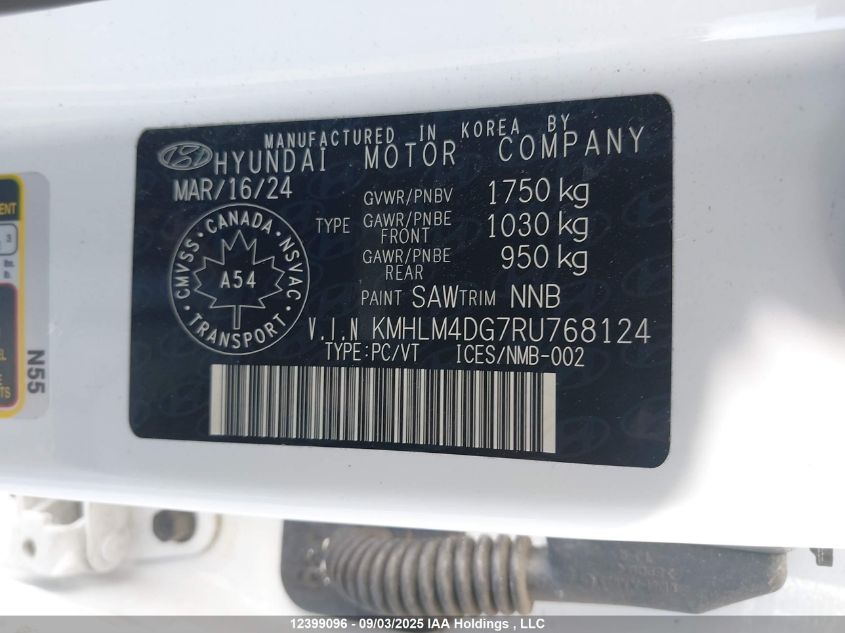 MANUFACTURED IN KOREA BY
HYUNDAI MOTOR COMPANY
MAR/16/24
GVWR/PNBV 1750 kg
TYPE GAWR/PNBE FRONT 1030 kg
GAWR/PNBE REAR 950 kg
CMVSS • CANADA • NSVAC
A54
• TRANSPORT •
PAINT SAW TRIM NNB
V.I.N KMHLM4DG7RU768124
TYPE:PC/VT ICES/NMB-002
N55
12399096 - 09/03/2025 IAA Holdings , LLC